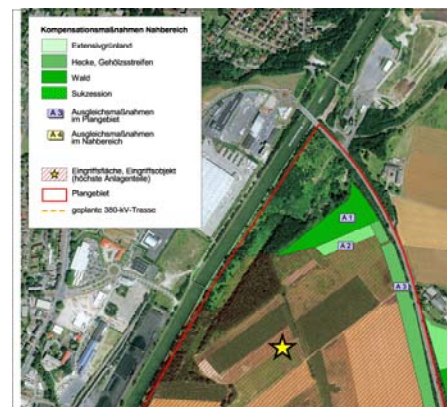 Kompensationsmaßnahmen Nahbereich
Extensivgrünland
Hecke, Gehölzsstreifen
Wald
Sukzession
A 3
Ausgleichsmaßnahmen
im Plangebiet
A 4
Ausgleichsmaßnahmen
im Nahbereich
Eingriffsfläche, Eingriffsobjekt
(höchste Anlagenteile)
Plangebiet
geplante 380-kV-Trasse
A 1
A 2
A 3